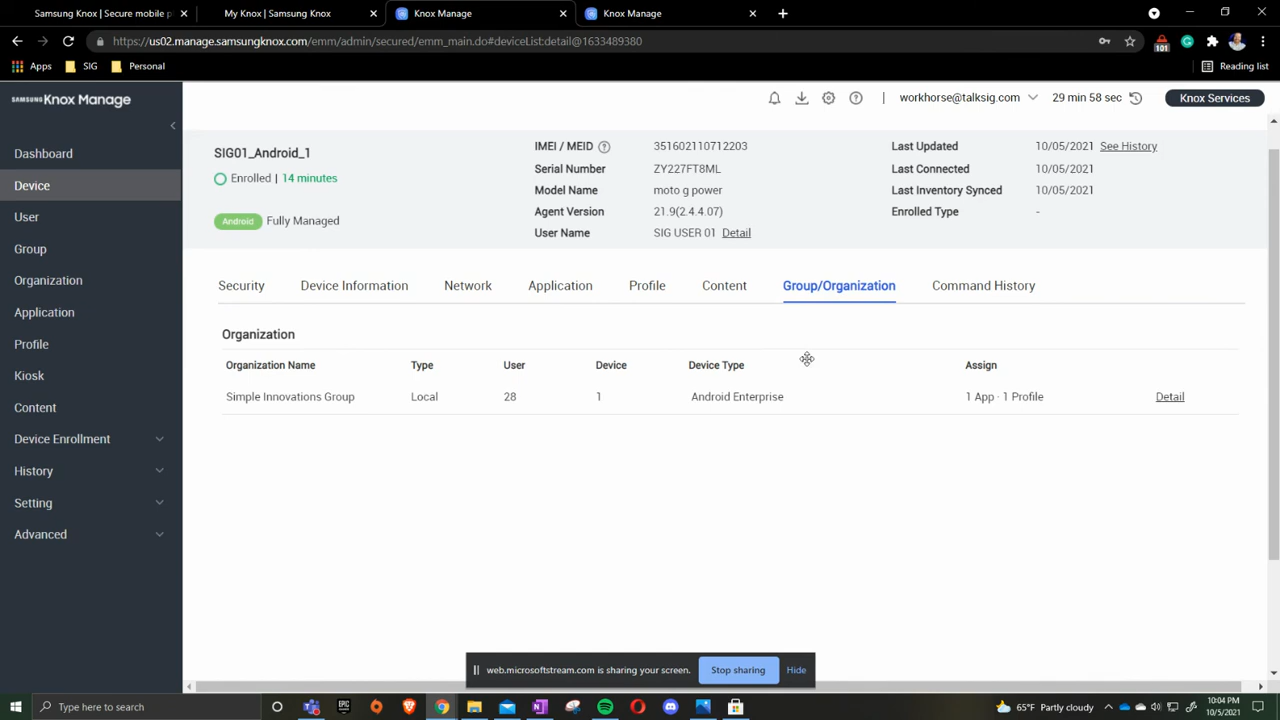 Samsung Knox | Secure mobile p
My Knox | Samsung Knox
Knox Manage
Knox Manage
https://us02.manage.samsungknox.com/emm/admin/secured/emm_main.do#deviceList:detail@1633489380
101
Apps
SIG
Personal
Reading list
SAMSUNG Knox Manage
workhorse@talksig.com
29 min 58 sec
Knox Services
Dashboard
Device
User
Group
Organization
Application
Profile
Kiosk
Content
Device Enrollment
History
Setting
Advanced
SIG01_Android_1
Enrolled | 14 minutes
Android Fully Managed
IMEI / MEID ? 351602110712203
Serial Number ZY227FT8ML
Model Name moto g power
Agent Version 21.9(2.4.4.07)
User Name SIG USER 01 Detail
Last Updated 10/05/2021 See History
Last Connected 10/05/2021
Last Inventory Synced 10/05/2021
Enrolled Type -
Security Device Information Network Application Profile Content Group/Organization Command History
Organization
Organization Name Type User Device Device Type Assign
Simple Innovations Group Local 28 1 Android Enterprise 1 App · 1 Profile Detail
web.microsoftstream.com is sharing your screen. Stop sharing Hide
Type here to search
EPIC
GAMES
65°F Partly cloudy
10:04 PM
10/5/2021